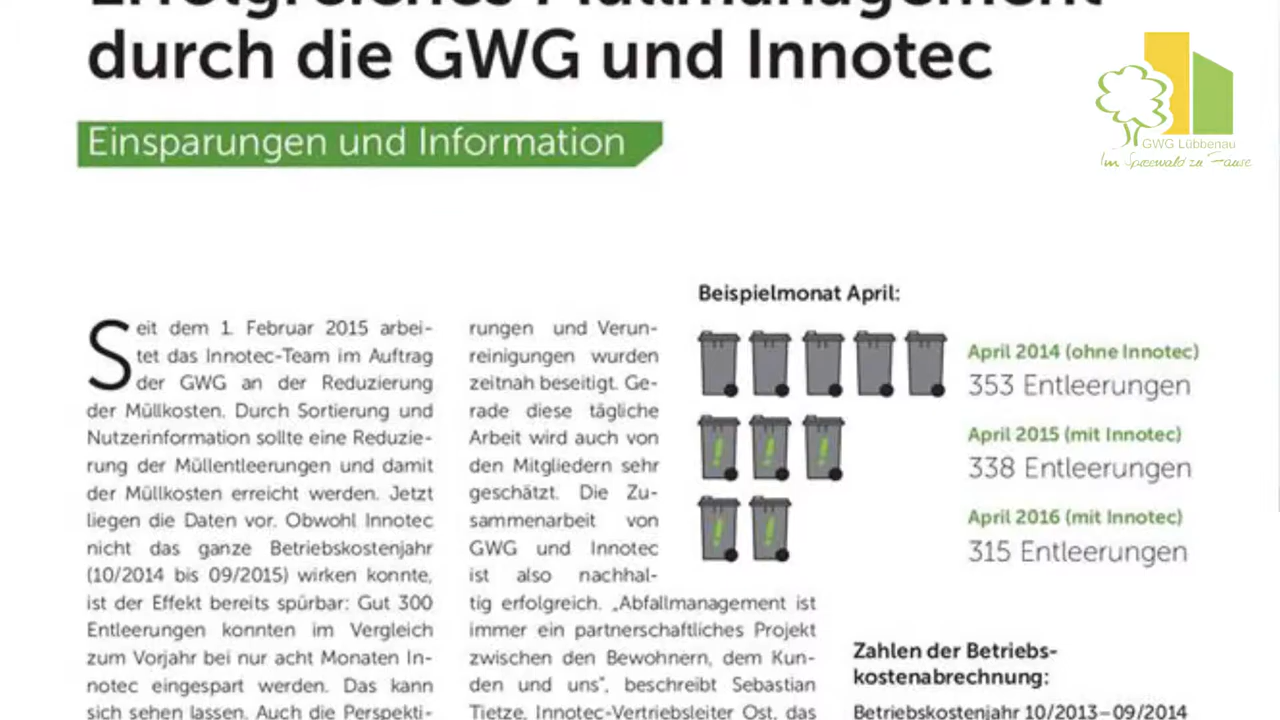 Erfolgreiches Müllmanagement
durch die GWG und Innotec
GWG Lübbenau
Im Spreewald zu Hause
Einsparungen und Information
Seit dem 1. Februar 2015 arbei-
tet das Innotec-Team im Auftrag
der GWG an der Reduzierung
der Müllkosten. Durch Sortierung und
Nutzerinformation sollte eine Reduzie-
rung der Müllentleerungen und damit
der Müllkosten erreicht werden. Jetzt
liegen die Daten vor. Obwohl Innotec
nicht das ganze Betriebskostenjahr
(10/2014 bis 09/2015) wirken konnte,
ist der Effekt bereits spürbar: Gut 300
Entleerungen konnten im Vergleich
zum Vorjahr bei nur acht Monaten In-
notec eingespart werden. Das kann
sich sehen lassen. Auch die Perspekti-
rungen und Verun-
reinigungen wurden
zeitnah beseitigt. Ge-
rade diese tägliche
Arbeit wird auch von
den Mitgliedern sehr
geschätzt. Die Zu-
sammenarbeit von
GWG und Innotec
ist also nachhal-
tig erfolgreich. „Abfallmanagement ist
immer ein partnerschaftliches Projekt
zwischen den Bewohnern, dem Kun-
den und uns", beschreibt Sebastian
Tietze, Innotec-Vertriebsleiter Ost, das
Beispielmonat April:
April 2014 (ohne Innotec)
353 Entleerungen
April 2015 (mit Innotec)
338 Entleerungen
April 2016 (mit Innotec)
315 Entleerungen
Zahlen der Betriebs-
kostenabrechnung:
Betriebskostenjahr 10/2013–09/2014